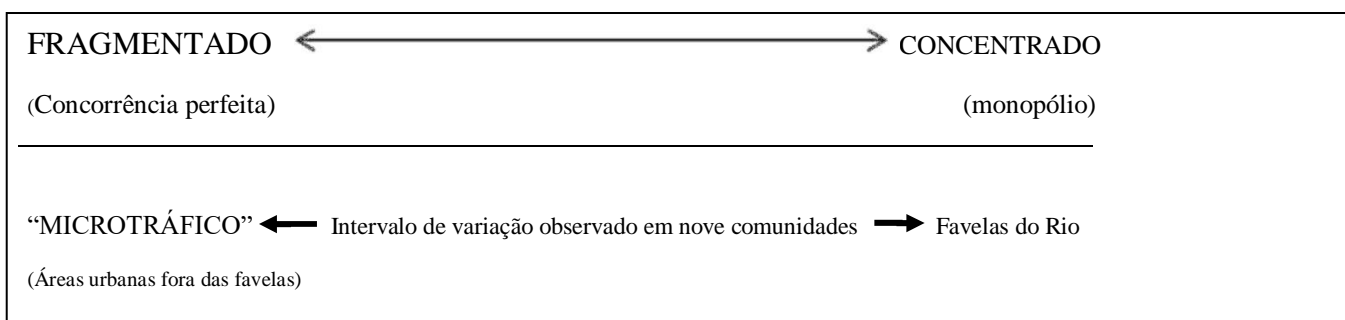 FRAGMENTADO CONCENTRADO
(Concorrência perfeita) (monopólio)
“MICROTRÁFICO” Intervalo de variação observado em nove comunidades Favelas do Rio
(Áreas urbanas fora das favelas)